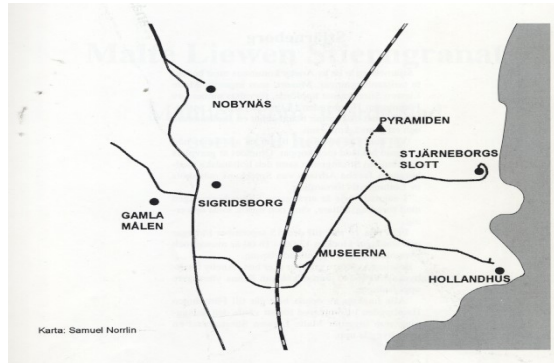 NOBYNÄS
PYRAMIDEN
STJÄRNEBORGS
SLOTT
SIGRIDSBORG
GAMLA
MÅLEN
MUSEERNA
HOLLANDHUS
Karta: Samuel Norrlin